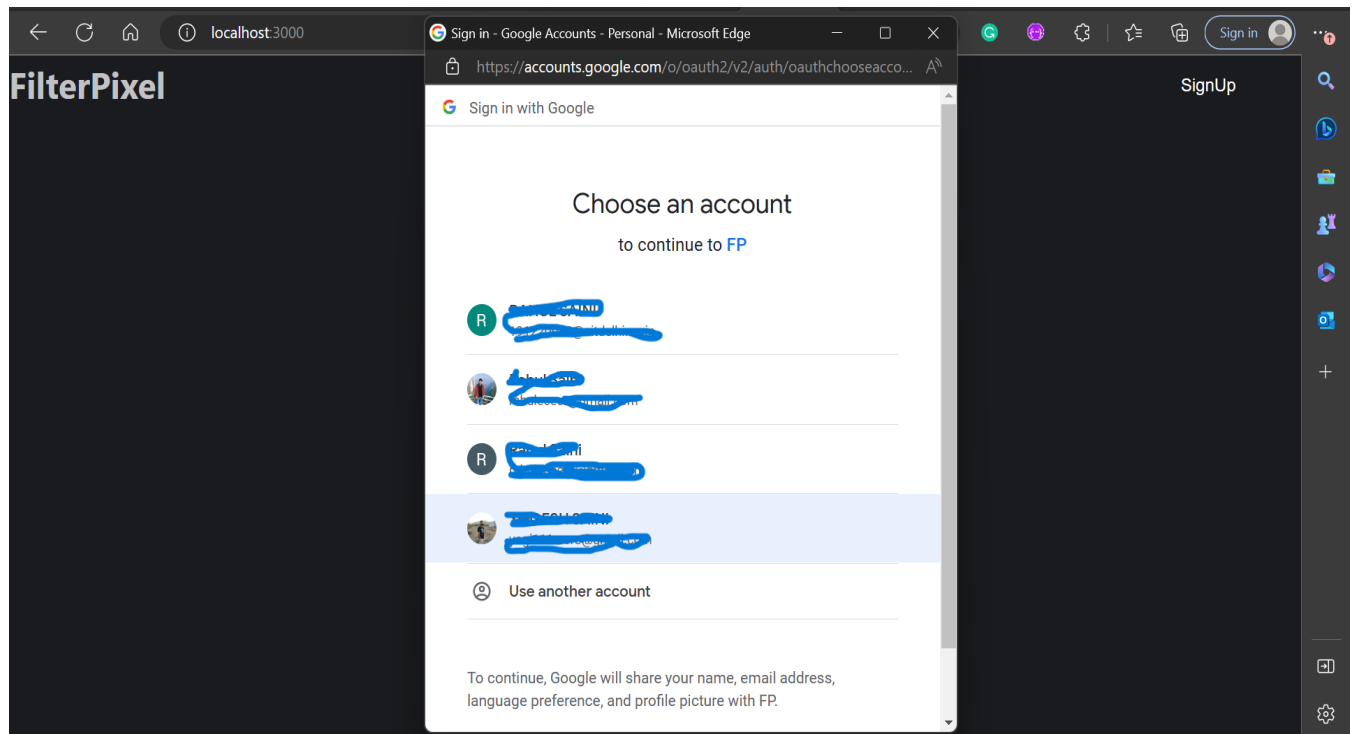 localhost:3000
Sign in - Google Accounts - Personal - Microsoft Edge
Sign in
https://accounts.google.com/o/oauth2/v2/auth/oauthchooseacco...
FilterPixel
SignUp
Sign in with Google
Choose an account
to continue to FP
R
R
Use another account
To continue, Google will share your name, email address,
language preference, and profile picture with FP.